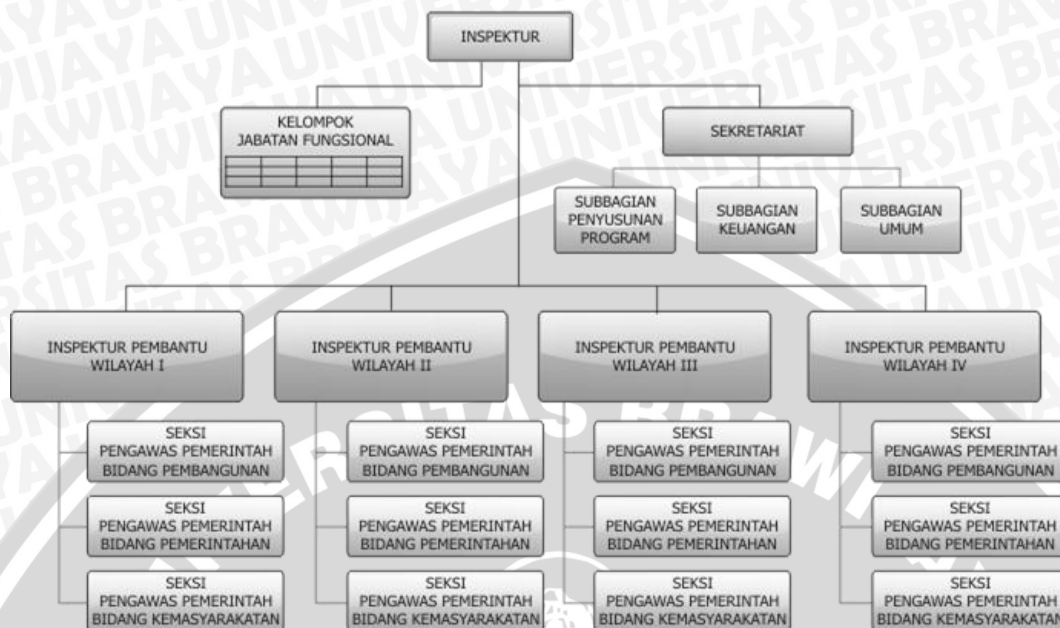 INSPEKTUR
KELOMPOK
JABATAN FUNGSIONAL
SEKRETARIAT
SUBBAGIAN
PENYUSUNAN
PROGRAM
SUBBAGIAN
KEUANGAN
SUBBAGIAN
UMUM
INSPEKTUR PEMBANTU
WILAYAH I
INSPEKTUR PEMBANTU
WILAYAH II
INSPEKTUR PEMBANTU
WILAYAH III
INSPEKTUR PEMBANTU
WILAYAH IV
SEKSI
PENGAWAS PEMERINTAH
BIDANG PEMBANGUNAN
SEKSI
PENGAWAS PEMERINTAH
BIDANG PEMBANGUNAN
SEKSI
PENGAWAS PEMERINTAH
BIDANG PEMBANGUNAN
SEKSI
PENGAWAS PEMERINTAH
BIDANG PEMBANGUNAN
SEKSI
PENGAWAS PEMERINTAH
BIDANG PEMERINTAHAN
SEKSI
PENGAWAS PEMERINTAH
BIDANG PEMERINTAHAN
SEKSI
PENGAWAS PEMERINTAH
BIDANG PEMERINTAHAN
SEKSI
PENGAWAS PEMERINTAH
BIDANG PEMERINTAHAN
SEKSI
PENGAWAS PEMERINTAH
BIDANG KEMASYARAKATAN
SEKSI
PENGAWAS PEMERINTAH
BIDANG KEMASYARAKATAN
SEKSI
PENGAWAS PEMERINTAH
BIDANG KEMASYARAKATAN
SEKSI
PENGAWAS PEMERINTAH
BIDANG KEMASYARAKATAN